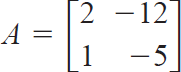 A = [2 −12
1 −5]